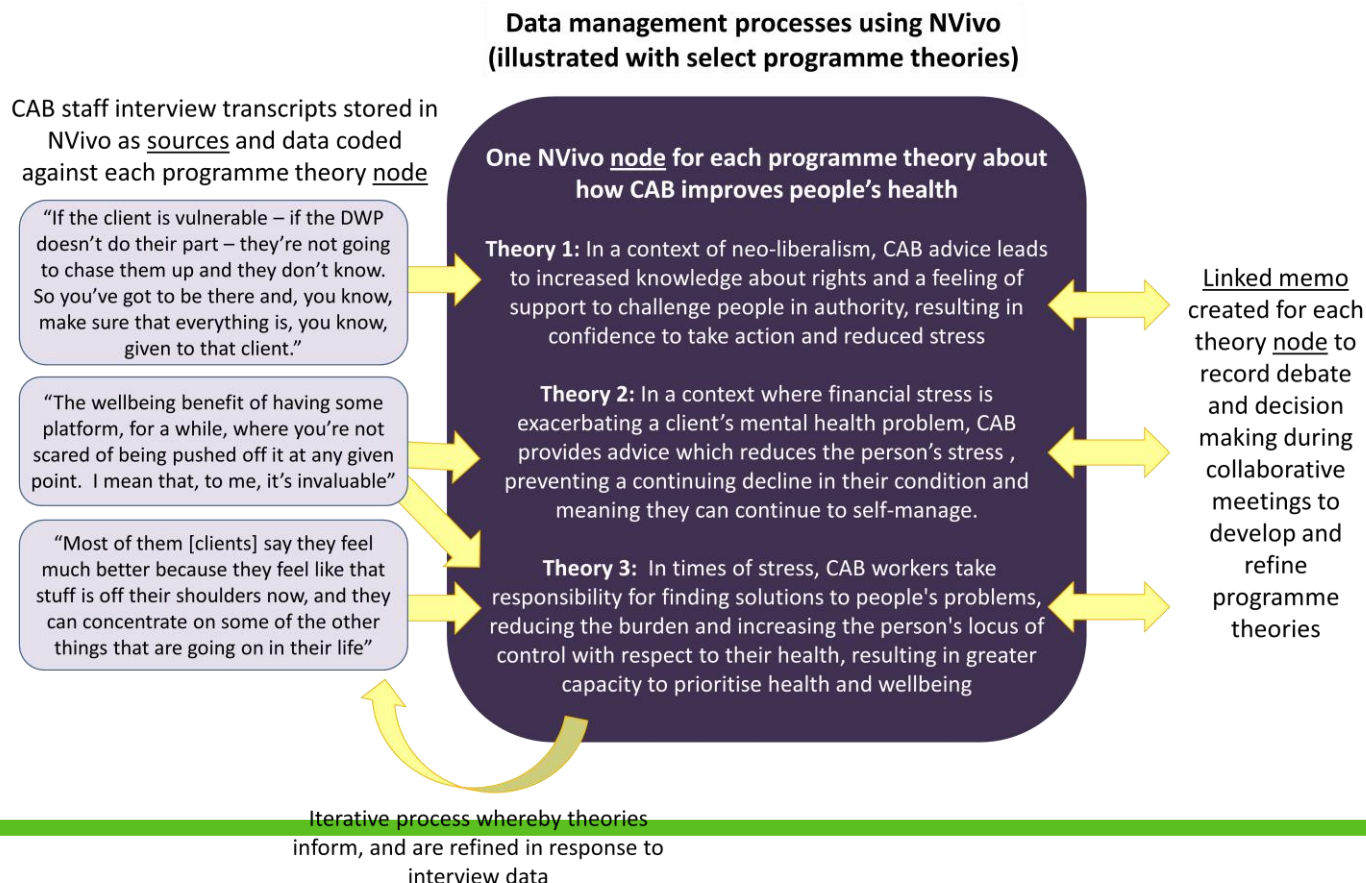 Data management processes using NVivo
(illustrated with select programme theories)
CAB staff interview transcripts stored in
NVivo as sources and data coded
against each programme theory node
“If the client is vulnerable – if the DWP
doesn’t do their part – they’re not going
to chase them up and they don’t know.
So you’ve got to be there and, you know,
make sure that everything is, you know,
given to that client.”
“The wellbeing benefit of having some
platform, for a while, where you’re not
scared of being pushed off it at any given
point.  I mean that, to me, it’s invaluable”
“Most of them [clients] say they feel
much better because they feel like that
stuff is off their shoulders now, and they
can concentrate on some of the other
things that are going on in their life”
One NVivo node for each programme theory about
how CAB improves people’s health
Theory 1: In a context of neo-liberalism, CAB advice leads
to increased knowledge about rights and a feeling of
support to challenge people in authority, resulting in
confidence to take action and reduced stress
Theory 2: In a context where financial stress is
exacerbating a client’s mental health problem, CAB
provides advice which reduces the person’s stress ,
preventing a continuing decline in their condition and
meaning they can continue to self-manage.
Theory 3:  In times of stress, CAB workers take
responsibility for finding solutions to people's problems,
reducing the burden and increasing the person's locus of
control with respect to their health, resulting in greater
capacity to prioritise health and wellbeing
Linked memo
created for each
theory node to
record debate
and decision
making during
collaborative
meetings to
develop and
refine
programme
theories
Iterative process whereby theories
inform, and are refined in response to
interview data